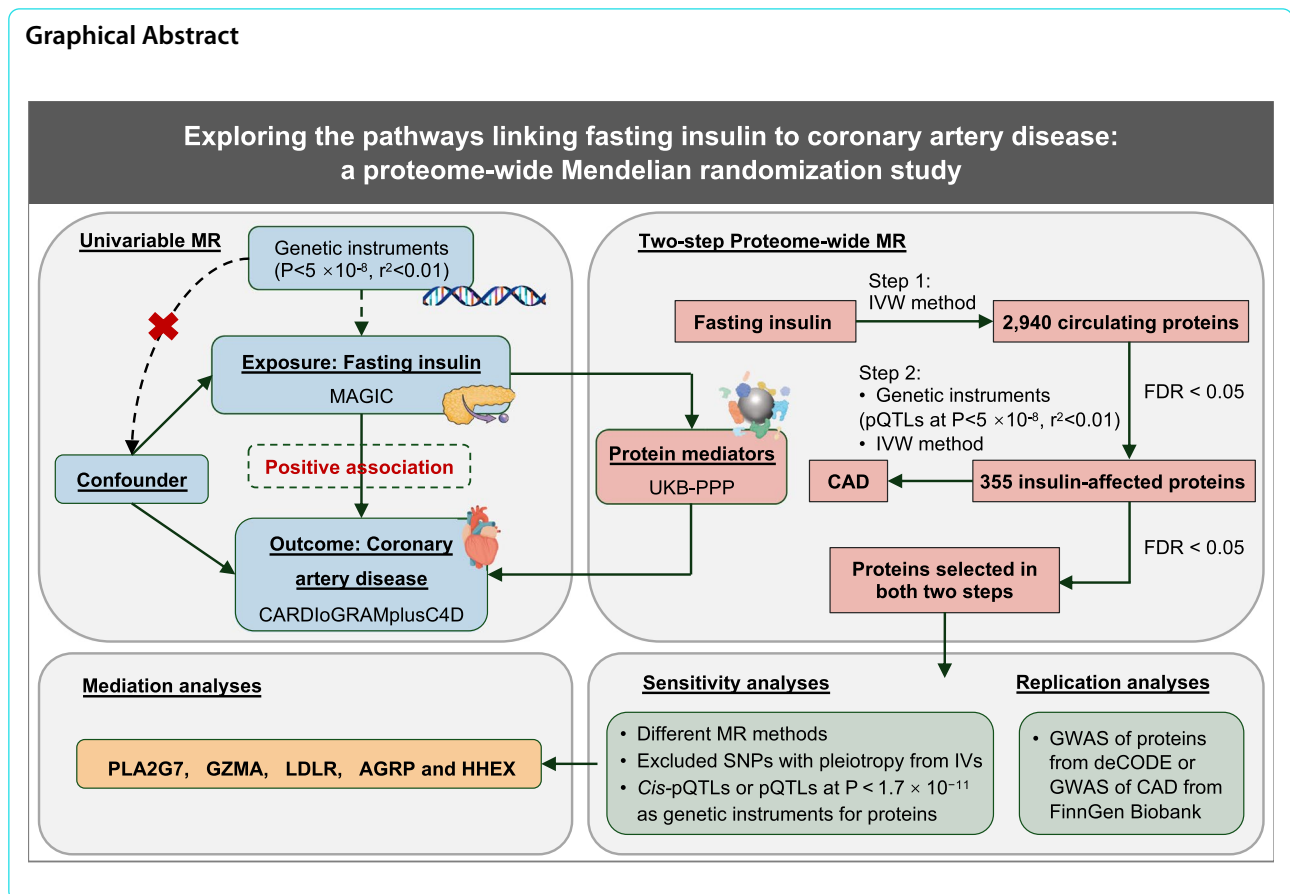 Graphical Abstract
Exploring the pathways linking fasting insulin to coronary artery disease:
a proteome-wide Mendelian randomization study
Univariable MR
Genetic instruments
(P<5 ×10⁻⁸, r²<0.01)
Exposure: Fasting insulin
MAGIC
Positive association
Confounder
Outcome: Coronary
artery disease
CARDIoGRAMplusC4D
Protein mediators
UKB-PPP
Two-step Proteome-wide MR
Step 1:
IVW method
Fasting insulin
2,940 circulating proteins
Step 2:
• Genetic instruments
(pQTLs at P<5 ×10⁻⁸, r²<0.01)
• IVW method
FDR < 0.05
CAD
355 insulin-affected proteins
FDR < 0.05
Proteins selected in
both two steps
Mediation analyses
PLA2G7, GZMA, LDLR, AGRP and HHEX
Sensitivity analyses
• Different MR methods
• Excluded SNPs with pleiotropy from IVs
• Cis-pQTLs or pQTLs at P < 1.7 × 10⁻¹¹
as genetic instruments for proteins
Replication analyses
• GWAS of proteins
from deCODE or
GWAS of CAD from
FinnGen Biobank